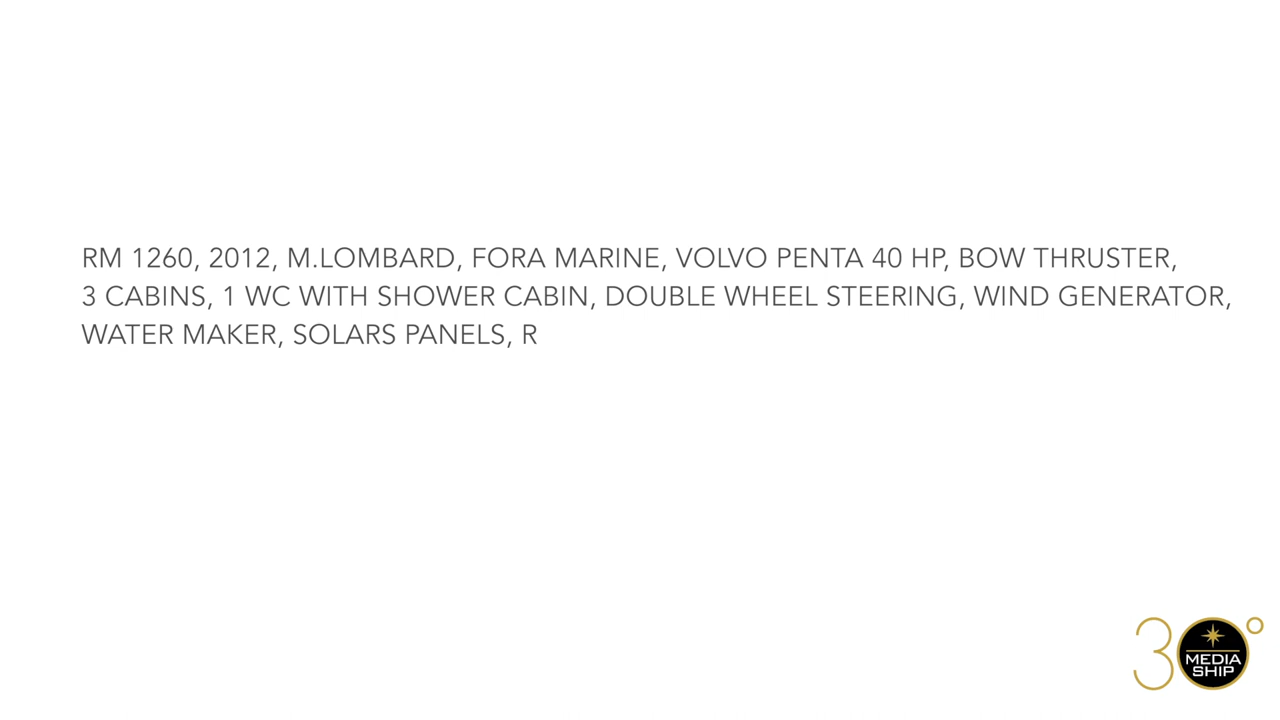 RM 1260, 2012, M.LOMBARD, FORA MARINE, VOLVO PENTA 40 HP, BOW THRUSTER,
3 CABINS, 1 WC WITH SHOWER CABIN, DOUBLE WHEEL STEERING, WIND GENERATOR,
WATER MAKER, SOLARS PANELS, R
30°
MEDIA
SHIP